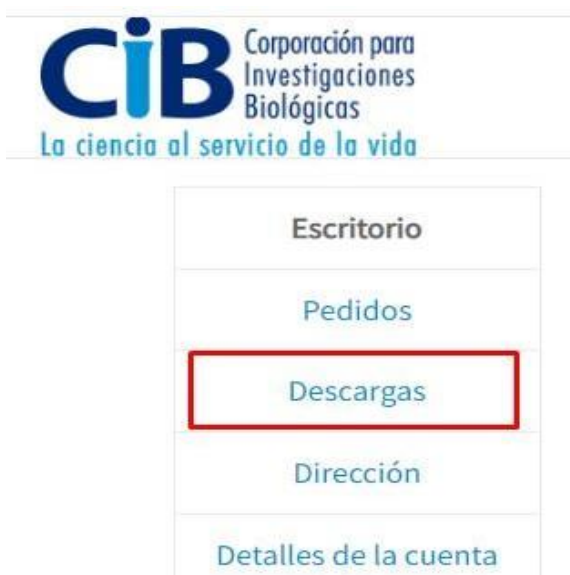 CiB Corporación para
Investigaciones
Biológicas
La ciencia al servicio de la vida
Escritorio
Pedidos
Descargas
Dirección
Detalles de la cuenta